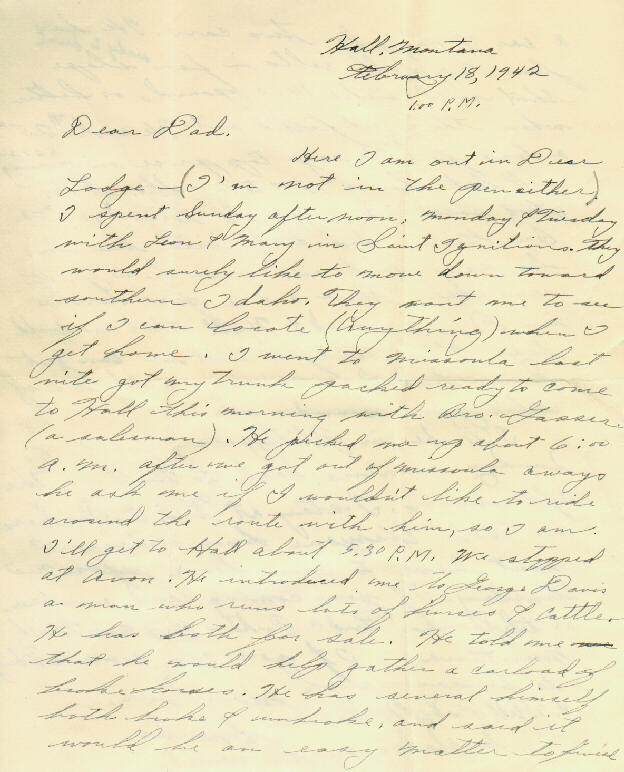 Hall, Montana
February 18, 1942
1.00 P.M.
Dear Dad.
Here I am out in Dear
Lodge - (I'm not in the pen either)
I spent Sunday afternoon, Monday & Tuesday
with Leon & Mary in Saint Ignitions. They
would surely like to move down toward
southern Idaho. They want me to see
if I can locate (Anything) when I
get home. I went to Missoula last
nite got my trunk packed ready to come
to Hall this morning with Bro. Gasser
(a salesman). He picked me up about 6:00
a.m. after we got out of Missoula aways
he ask me if I wouldn't like to ride
around the route with him, so I am.
I'll get to Hall about 5.30 P.M. We stopped
at Avon. He introduced me to George Davis
a man who runs lots of horses & cattle.
He has both for sale. He told me
that he would help gather a carload of
broke horses. He has several himself
both broke & unbroke, and said it
would be an easy matter to finish